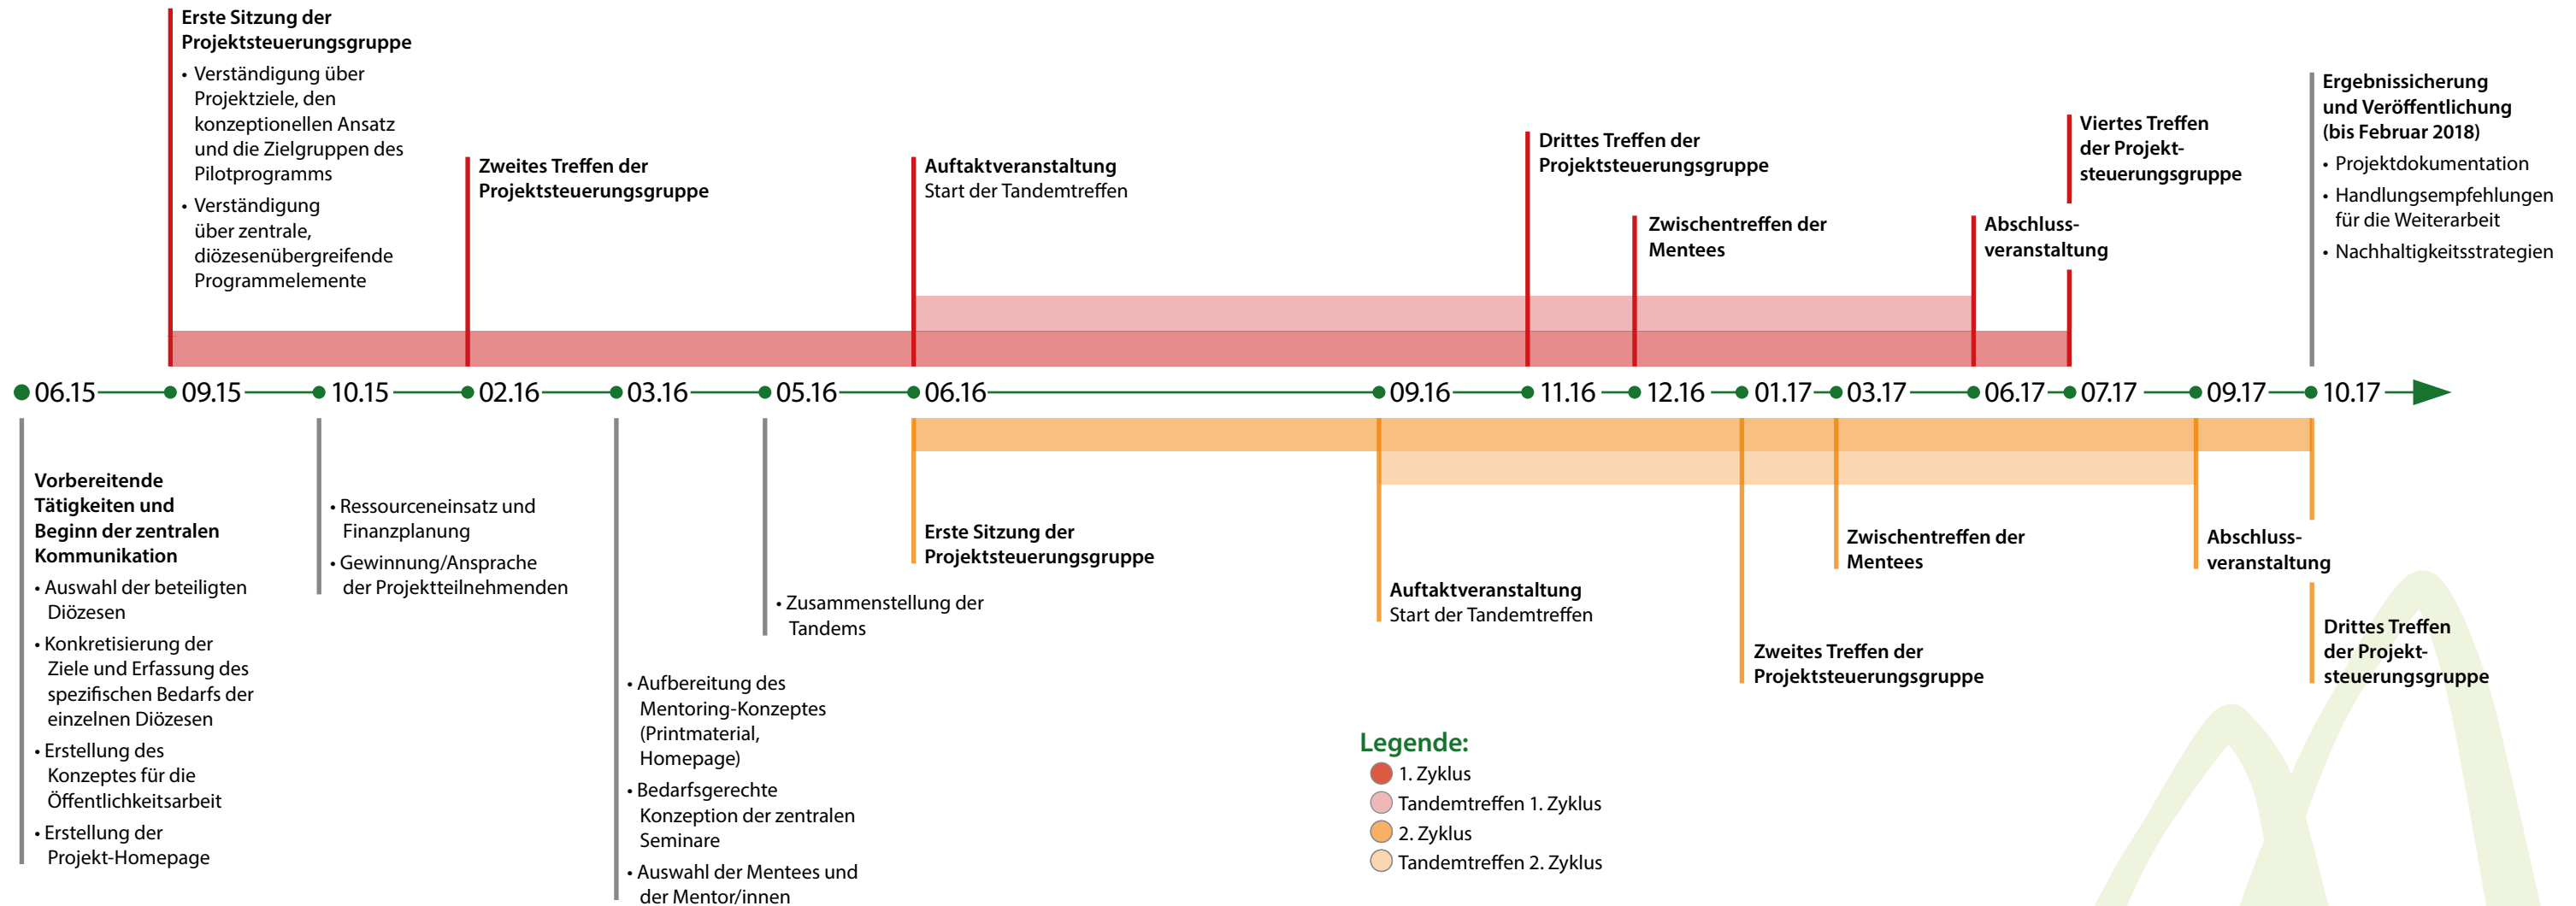 Erste Sitzung der
Projektsteuerungsgruppe
• Verständigung über
Projektziele, den
konzeptionellen Ansatz
und die Zielgruppen des
Pilotprogramms
• Verständigung
über zentrale,
diözesenübergreifende
Programmelemente
Zweites Treffen der
Projektsteuerungsgruppe
Auftaktveranstaltung
Start der Tandemtreffen
Drittes Treffen der
Projektsteuerungsgruppe
Zwischentreffen der
Mentees
Abschluss-
veranstaltung
Viertes Treffen
der Projekt-
steuerungsgruppe
Ergebnissicherung
und Veröffentlichung
(bis Februar 2018)
• Projektdokumentation
• Handlungsempfehlungen
für die Weiterarbeit
• Nachhaltigkeitsstrategien
06.15 09.15 10.15 02.16 03.16 05.16 06.16 09.16 11.16 12.16 01.17 03.17 06.17 07.17 09.17 10.17
Vorbereitende
Tätigkeiten und
Beginn der zentralen
Kommunikation
• Auswahl der beteiligten
Diözesen
• Konkretisierung der
Ziele und Erfassung des
spezifischen Bedarfs der
einzelnen Diözesen
• Erstellung des
Konzeptes für die
Öffentlichkeitsarbeit
• Erstellung der
Projekt-Homepage
• Ressourceneinsatz und
Finanzplanung
• Gewinnung/Ansprache
der Projektteilnehmenden
• Aufbereitung des
Mentoring-Konzeptes
(Printmaterial,
Homepage)
• Bedarfsgerechte
Konzeption der zentralen
Seminare
• Auswahl der Mentees und
der Mentor/innen
• Zusammenstellung der
Tandems
Erste Sitzung der
Projektsteuerungsgruppe
Auftaktveranstaltung
Start der Tandemtreffen
Zweites Treffen der
Projektsteuerungsgruppe
Zwischentreffen der
Mentees
Abschluss-
veranstaltung
Drittes Treffen
der Projekt-
steuerungsgruppe
Legende:
1. Zyklus
Tandemtreffen 1. Zyklus
2. Zyklus
Tandemtreffen 2. Zyklus